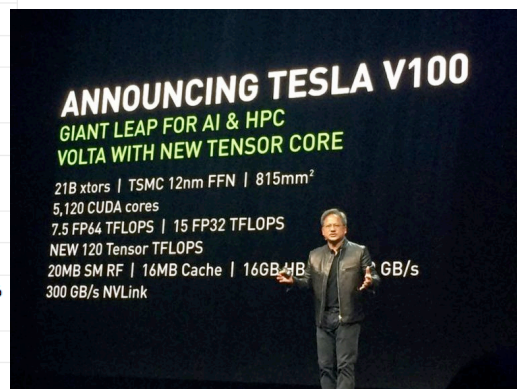 ANNOUNCING TESLA V100
GIANT LEAP FOR AI & HPC
VOLTA WITH NEW TENSOR CORE
21B xtors | TSMC 12nm FFN | 815mm²
5,120 CUDA cores
7.5 FP64 TFLOPS | 15 FP32 TFLOPS
NEW 120 Tensor TFLOPS
20MB SM RF | 16MB Cache | 16GB GB/s
300 GB/s NVLink